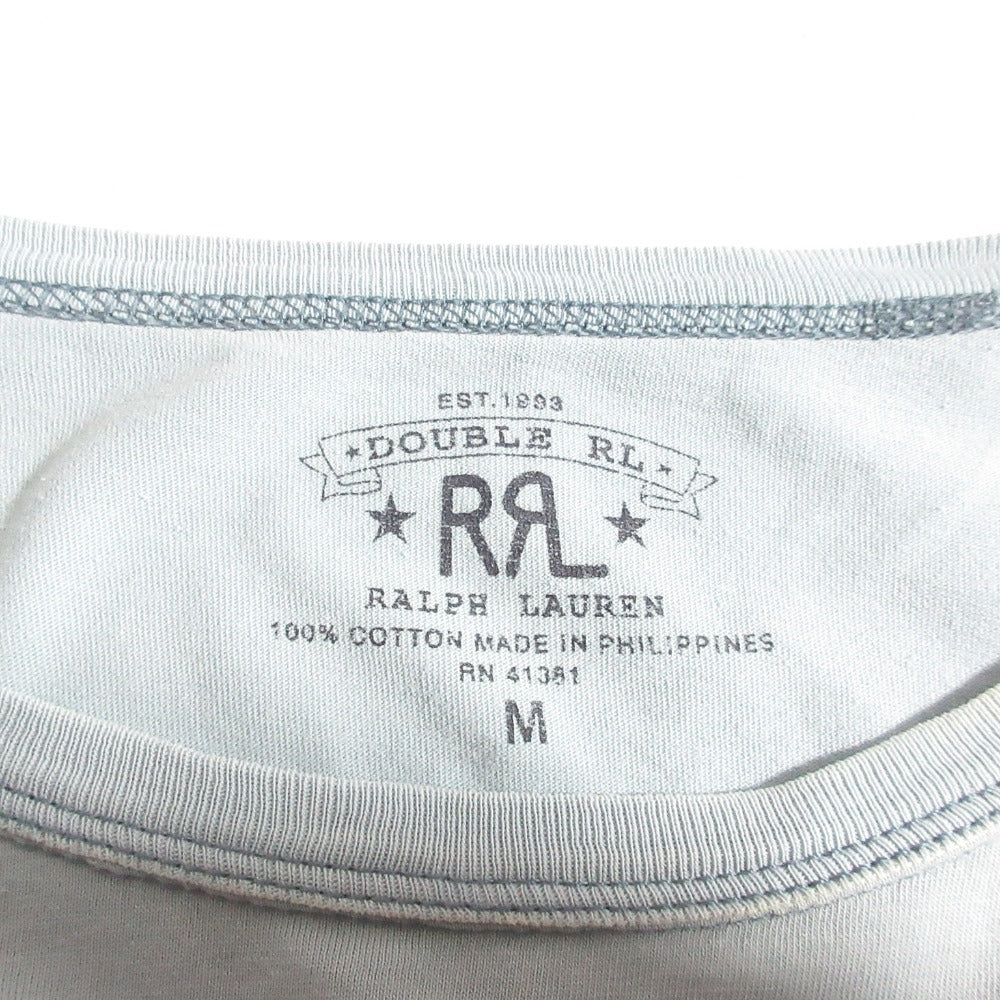 EST.1993
★DOUBLE RL★
★RRL★
RALPH LAUREN
100% COTTON MADE IN PHILIPPINES
RN 41381
M